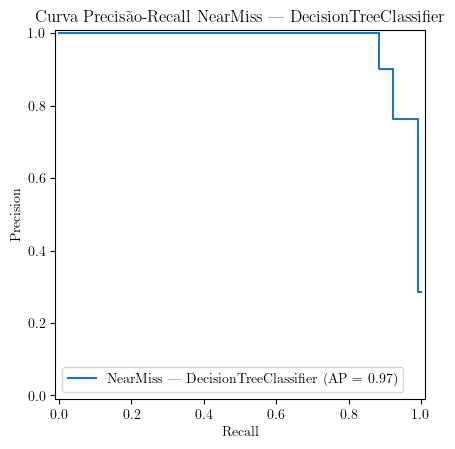 Curva Precisão-Recall NearMiss — DecisionTreeClassifier
1.0
0.8
0.6
0.4
0.2
0.0
Precision
NearMiss — DecisionTreeClassifier (AP = 0.97)
0.0 0.2 0.4 0.6 0.8 1.0
Recall